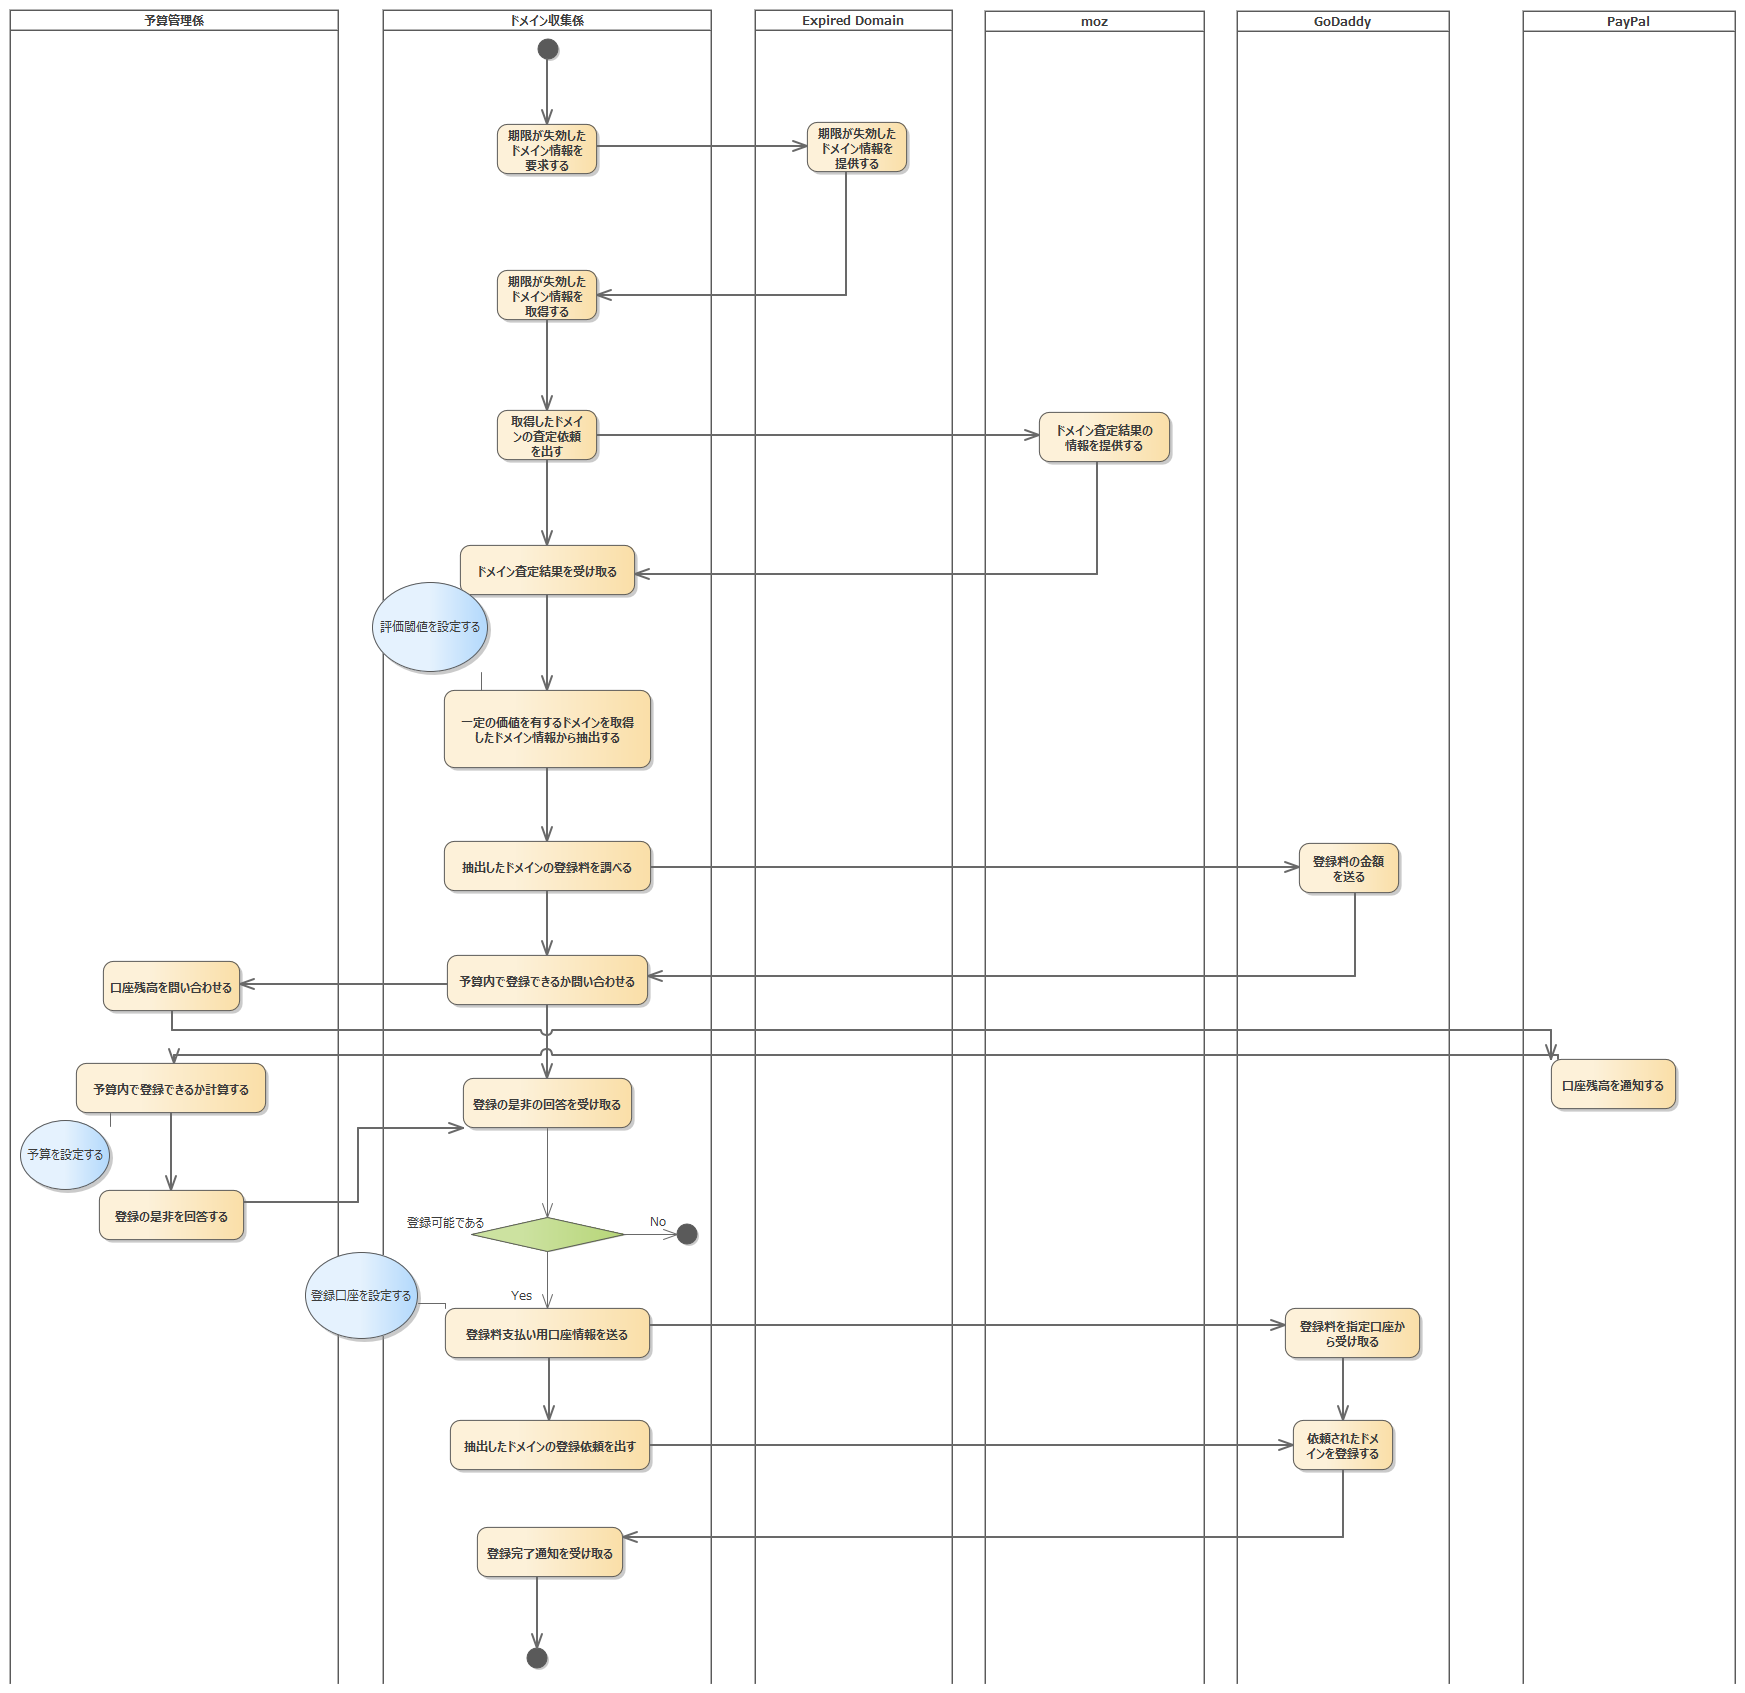 予算管理係
ドメイン収集係
Expired Domain
moz
GoDaddy
PayPal
期限が失効した
ドメイン情報を
要求する
期限が失効した
ドメイン情報を
提供する
期限が失効した
ドメイン情報を
取得する
取得したドメイ
ンの査定依頼
を出す
ドメイン査定結果の
情報を提供する
ドメイン査定結果を受け取る
評価閾値を設定する
一定の価値を有するドメインを取得
したドメイン情報から抽出する
抽出したドメインの登録料を調べる
登録料の金額
を送る
口座残高を問い合わせる
予算内で登録できるか問い合わせる
予算内で登録できるか計算する
登録の是非の回答を受け取る
口座残高を通知する
予算を設定する
登録の是非を回答する
登録可能である
No
登録口座を設定する
Yes
登録料支払い用口座情報を送る
登録料を指定口座か
ら受け取る
抽出したドメインの登録依頼を出す
依頼されたドメ
インを登録する
登録完了通知を受け取る